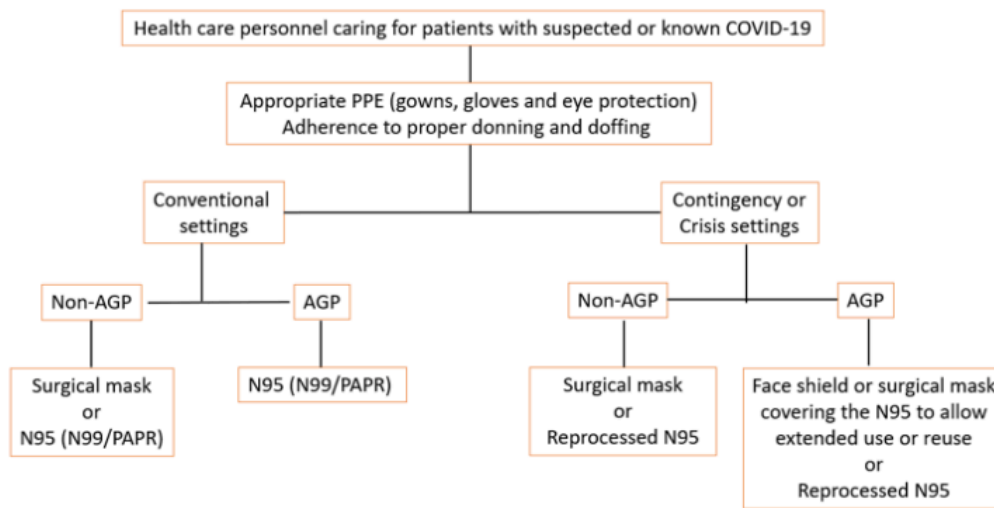 Health care personnel caring for patients with suspected or known COVID-19
Appropriate PPE (gowns, gloves and eye protection)
Adherence to proper donning and doffing
Conventional
settings
Contingency or
Crisis settings
Non-AGP
AGP
Non-AGP
AGP
Surgical mask
or
N95 (N99/PAPR)
N95 (N99/PAPR)
Surgical mask
or
Reprocessed N95
Face shield or surgical mask
covering the N95 to allow
extended use or reuse
or
Reprocessed N95